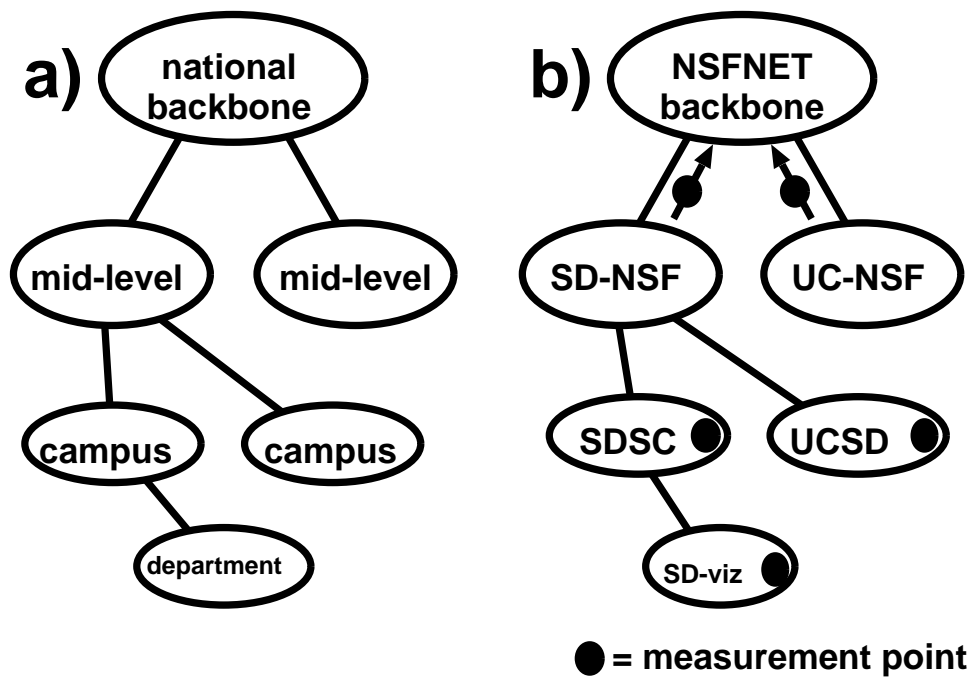 a)
national
backbone
mid-level
mid-level
campus
campus
department
b)
NSFNET
backbone
SD-NSF
UC-NSF
SDSC
UCSD
SD-viz
= measurement point